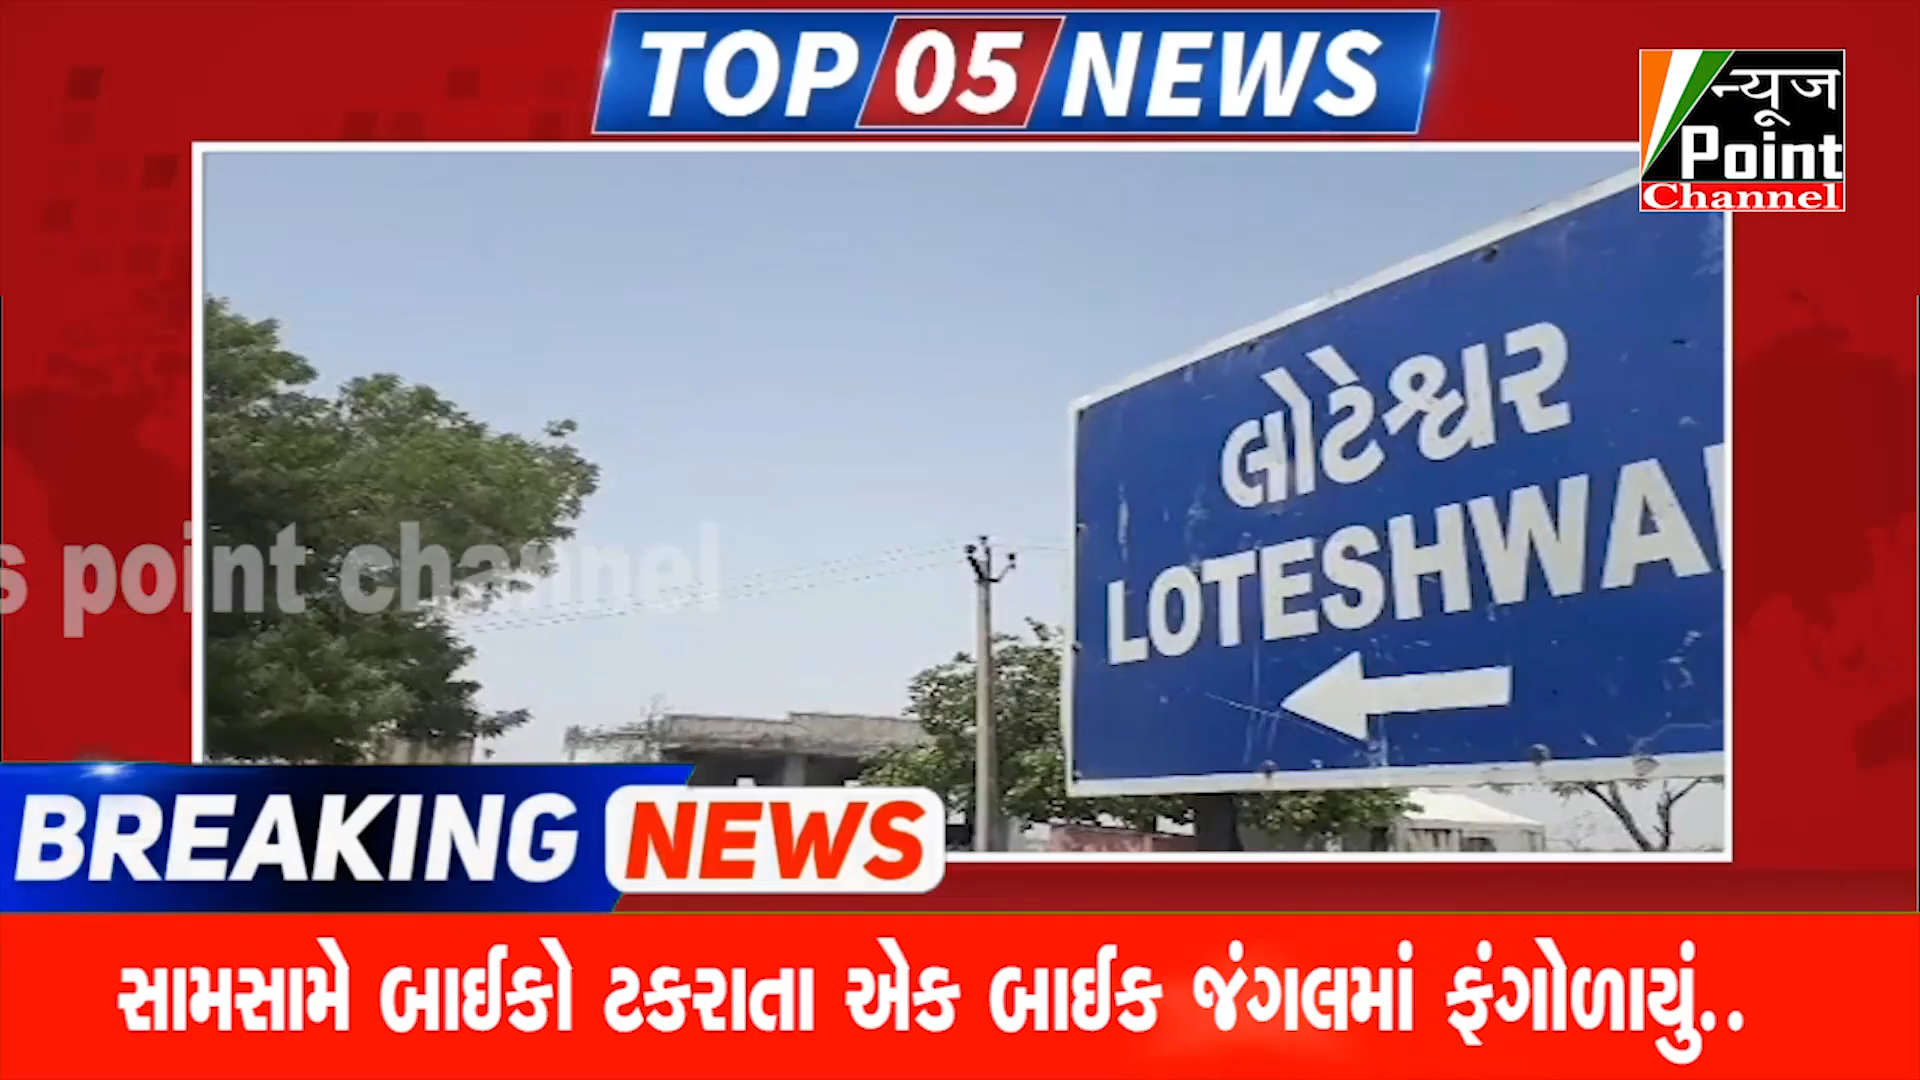 TOP 05 NEWS
न्यूज
Point
Channel
લોટેશ્વર
LOTESHWA
s point channel
BREAKING NEWS
સામસામે બાઈકો ટકરાતા એક બાઈક જંગલમાં ફંગોળાયું..